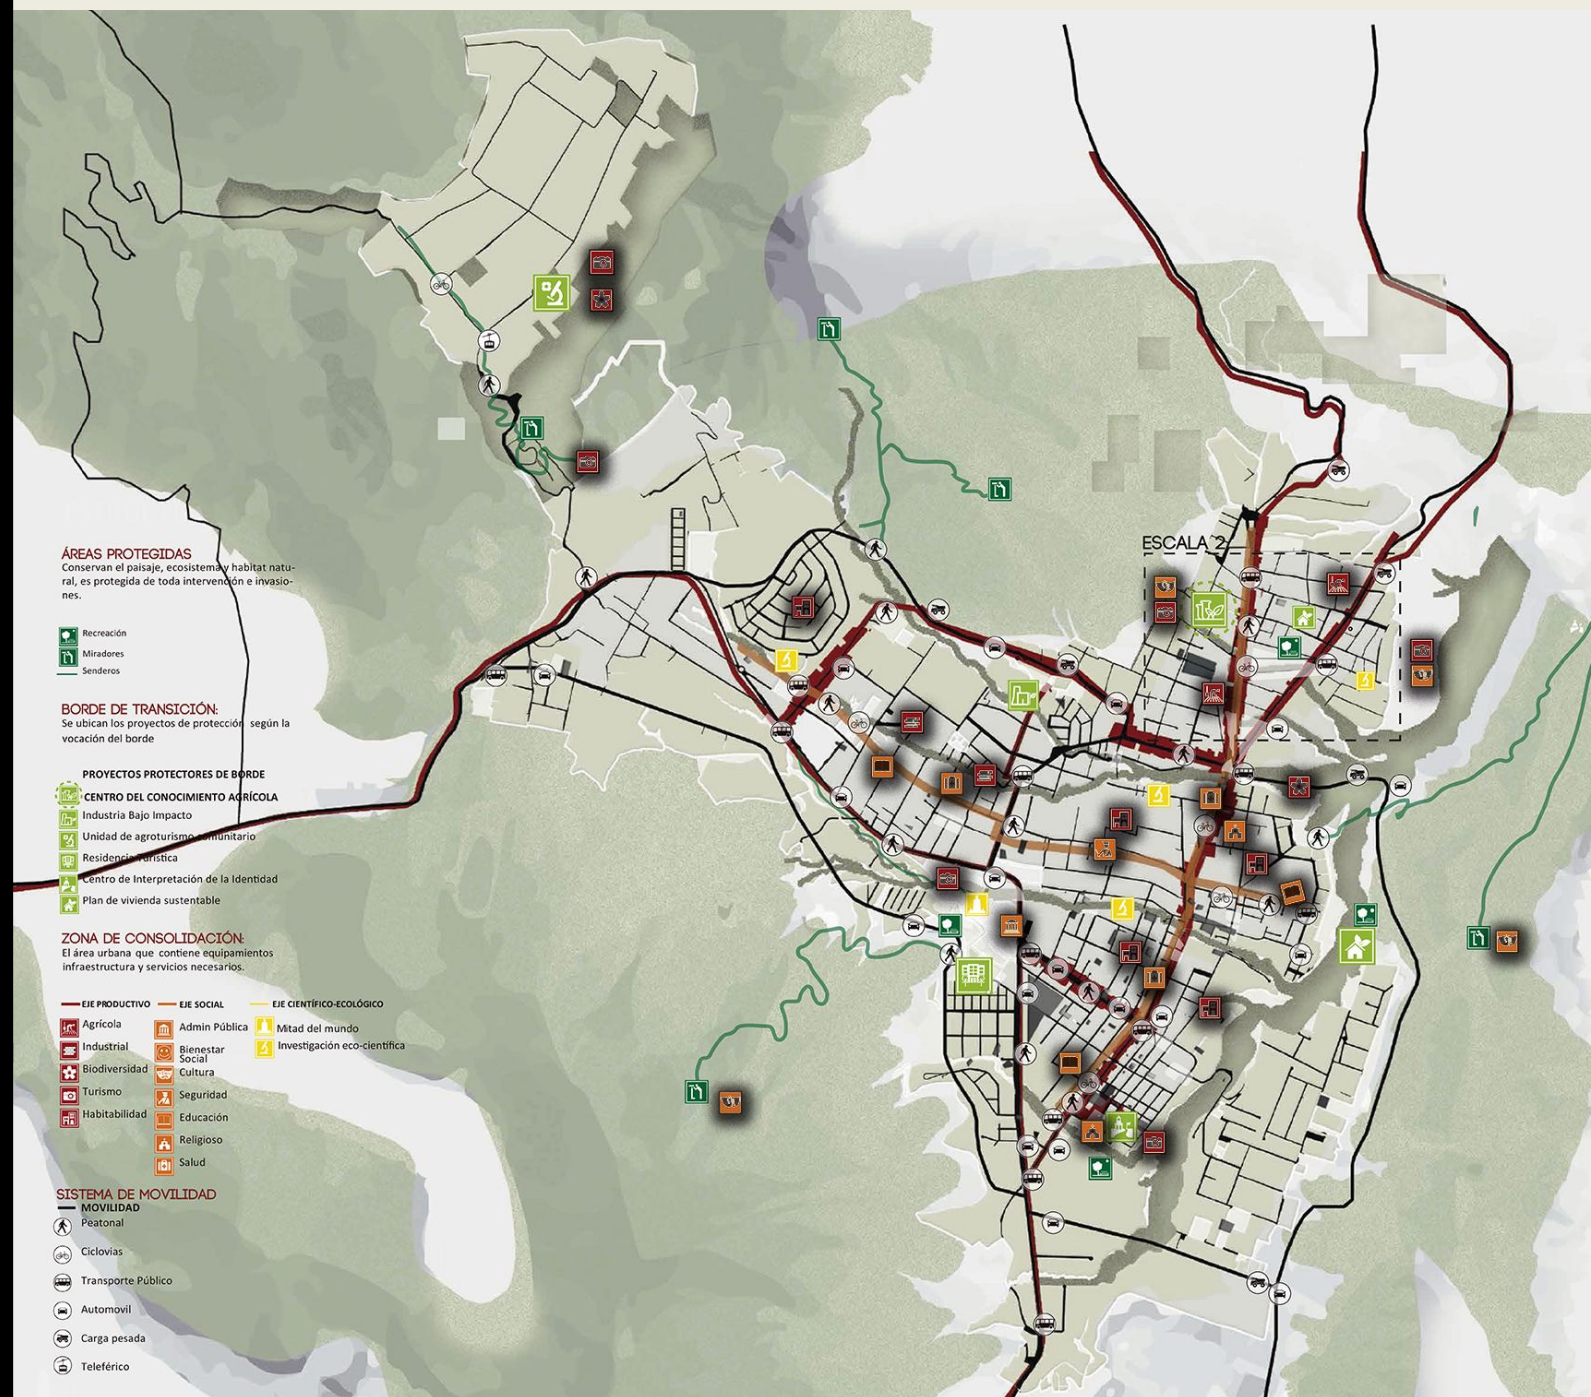 ESCALA 2
ÁREAS PROTEGIDAS
Conservan el paisaje, ecosistema y habitat natu-
ral, es protegida de toda intervención e invasio-
nes.
Recreación
Miradores
Senderos
BORDE DE TRANSICIÓN:
Se ubican los proyectos de protección según la
vocación del borde
PROYECTOS PROTECTORES DE BORDE
CENTRO DEL CONOCIMIENTO AGRÍCOLA
Industria Bajo Impacto
Unidad de agroturismo comunitario
Residencia Turística
Centro de Interpretación de la Identidad
Plan de vivienda sustentable
ZONA DE CONSOLIDACIÓN:
El área urbana que contiene equipamientos
infraestructura y servicios necesarios.
EJE PRODUCTIVO
Agrícola
Industrial
Biodiversidad
Turismo
Habitabilidad
EJE SOCIAL
Admin Pública
Bienestar
Social
Cultura
Seguridad
Educación
Religioso
Salud
EJE CIENTÍFICO-ECOLÓGICO
Mitad del mundo
Investigación eco-científica
SISTEMA DE MOVILIDAD
MOVILIDAD
Peatonal
Ciclovias
Transporte Público
Automovil
Carga pesada
Teleférico